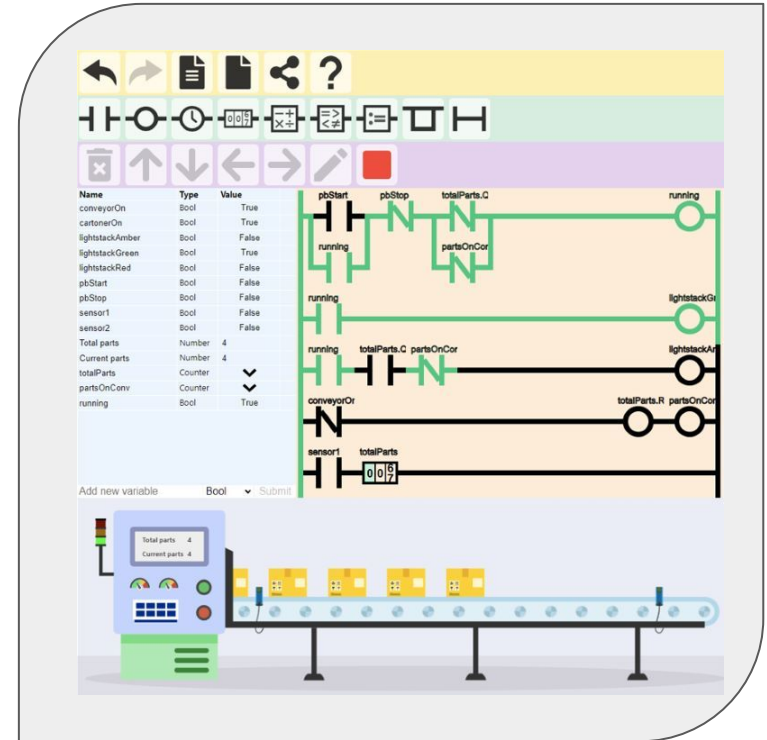 Name Type Value
conveyorOn Bool True
cartonerOn Bool True
lightstackAmber Bool False
lightstackGreen Bool True
lightstackRed Bool False
pbStart Bool False
pbStop Bool False
sensor1 Bool False
sensor2 Bool False
Total parts Number 4
Current parts Number 4
totalParts Counter
partsOnConv Counter
running Bool True
Add new variable Bool Submit
pbStart pbStop totalParts.Q running
running partsOnCor
running lightstackGr
running totalParts.Q partsOnCor lightstackAr
conveyorOr totalParts.R partsOnCor
sensor1 totalParts
Total parts 4
Current parts 4